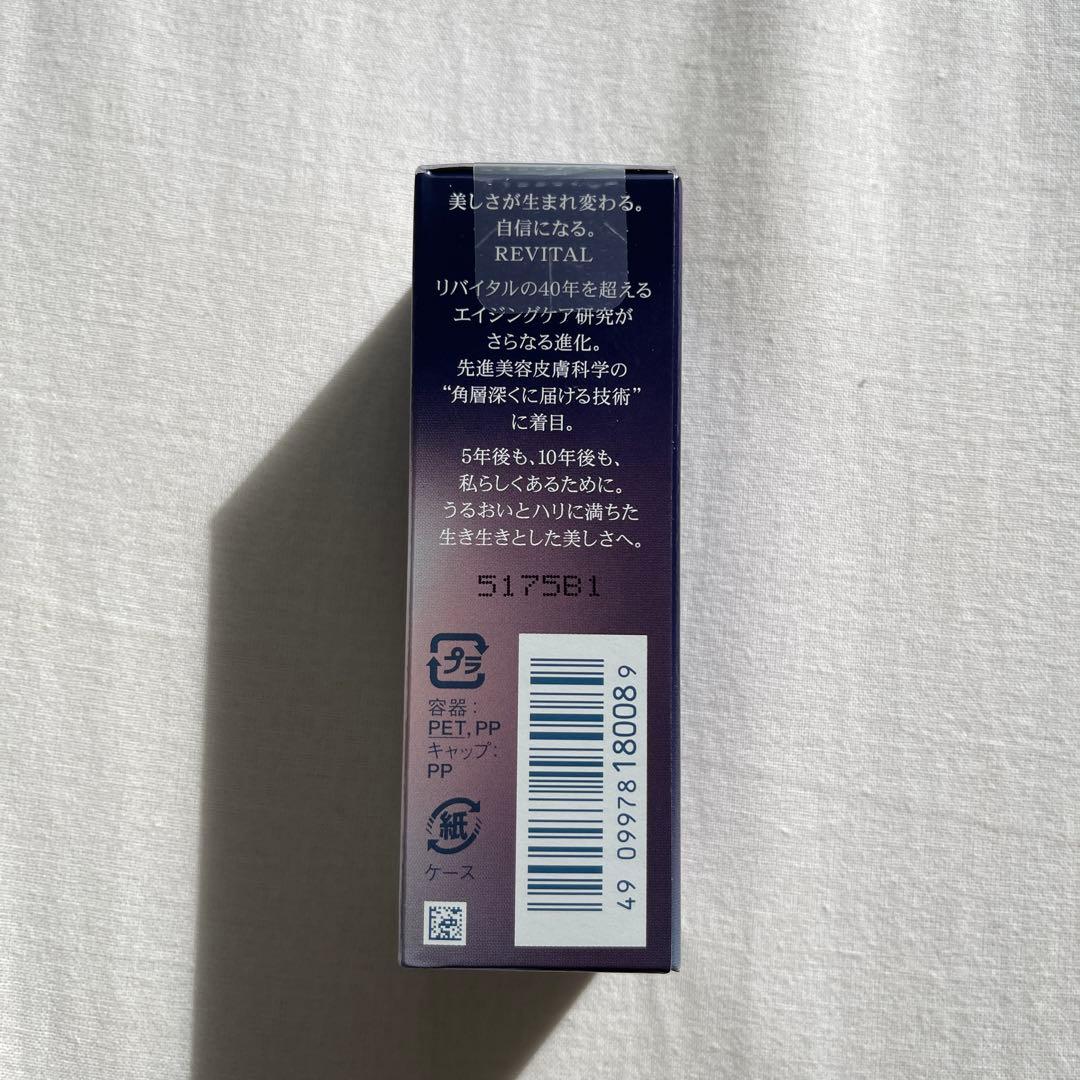 美しさが生まれ変わる。
自信になる。
REVITAL
リバイタルの40年を超える
エイジングケア研究が
さらなる進化。
先進美容皮膚科学の
“角層深くに届ける技術”
に着目。
5年後も、10年後も、
私らしくあるために。
うるおいとハリに満ちた
生き生きとした美しさへ。
5175B1
プラ
容器：
PET, PP
キャップ：
PP
紙
ケース
49 09978 18008 9